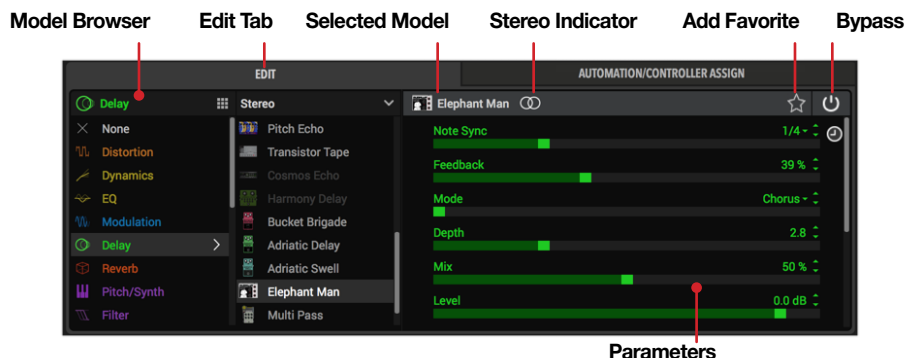 Model Browser Edit Tab Selected Model Stereo Indicator Add Favorite Bypass
EDIT AUTOMATION/CONTROLLER ASSIGN
Delay Stereo Elephant Man
None Pitch Echo Note Sync 1/4
Distortion Transistor Tape Feedback 39 %
Dynamics Cosmos Echo
EQ Harmony Delay Mode Chorus
Modulation Bucket Brigade Depth 2.8
Delay Adriatic Delay
Reverb Adriatic Swell Mix 50 %
Pitch/Synth Elephant Man Level 0.0 dB
Filter Multi Pass
Parameters